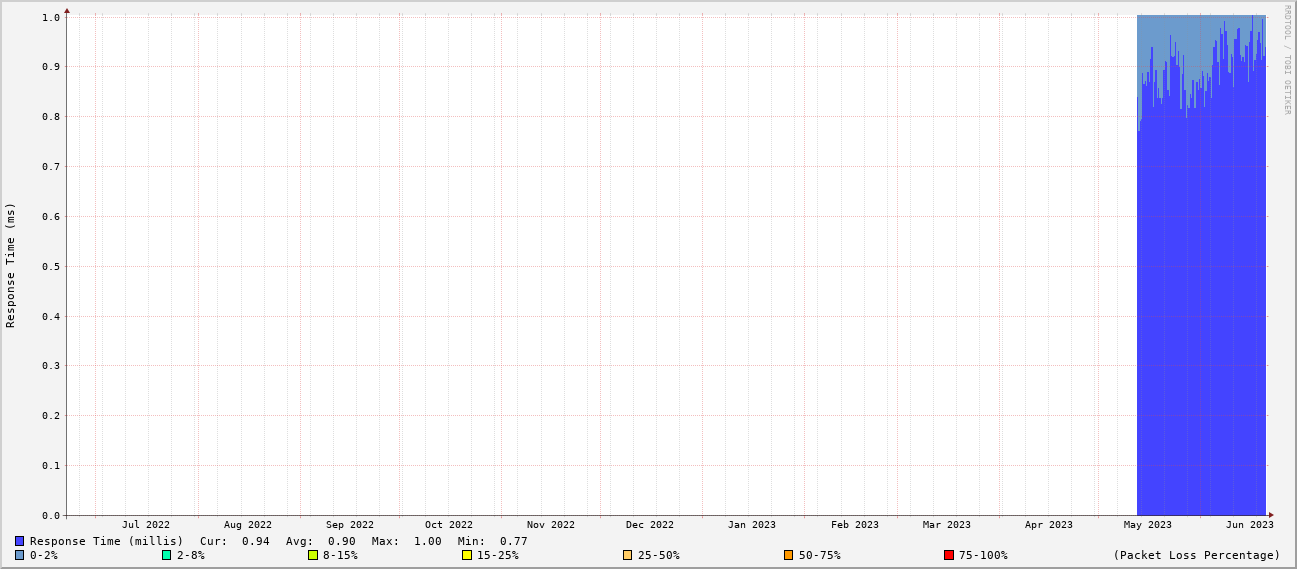 RRDTOOL / TOBI OETIKER
Response Time (ms)
1.0
0.9
0.8
0.7
0.6
0.5
0.4
0.3
0.2
0.1
0.0
Jul 2022 Aug 2022 Sep 2022 Oct 2022 Nov 2022 Dec 2022 Jan 2023 Feb 2023 Mar 2023 Apr 2023 May 2023 Jun 2023
Response Time (millis) Cur: 0.94 Avg: 0.90 Max: 1.00 Min: 0.77
0-2% 2-8% 8-15% 15-25% 25-50% 50-75% 75-100% (Packet Loss Percentage)